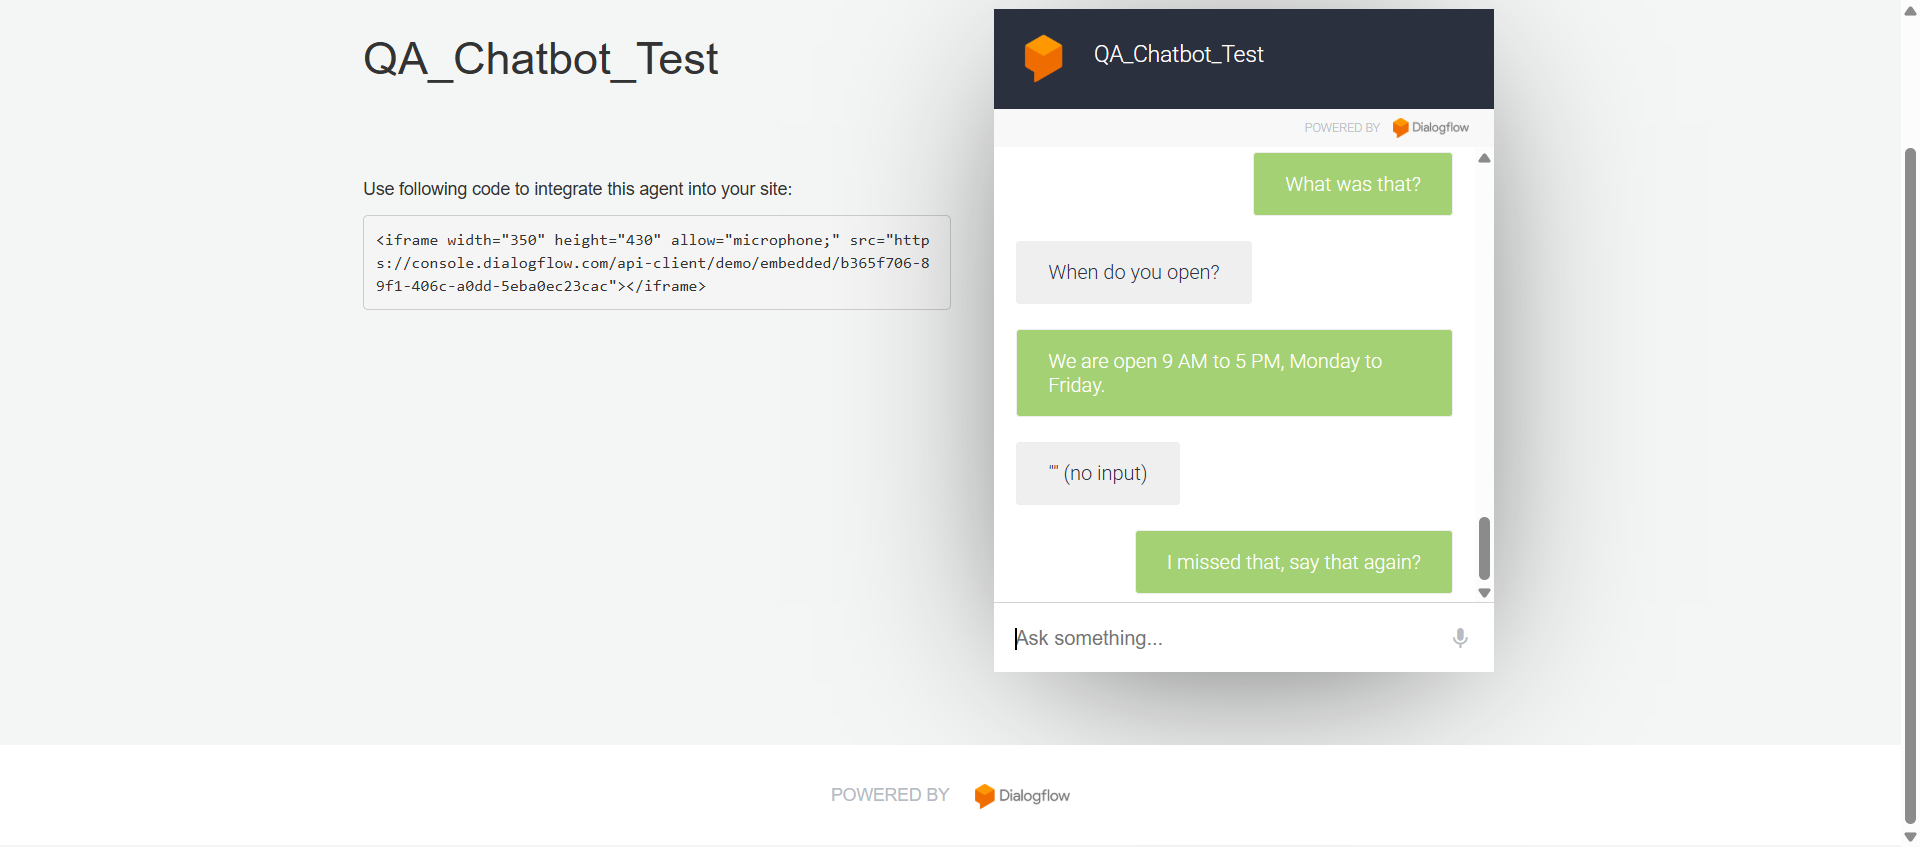 QA_Chatbot_Test
Use following code to integrate this agent into your site:
<iframe width="350" height="430" allow="microphone;" src="http
s://console.dialogflow.com/api-client/demo/embedded/b365f706-8
9f1-406c-a0dd-5eba0ec23cac"></iframe>
QA_Chatbot_Test
POWERED BY Dialogflow
What was that?
When do you open?
We are open 9 AM to 5 PM, Monday to
Friday.
"" (no input)
I missed that, say that again?
Ask something...
POWERED BY Dialogflow